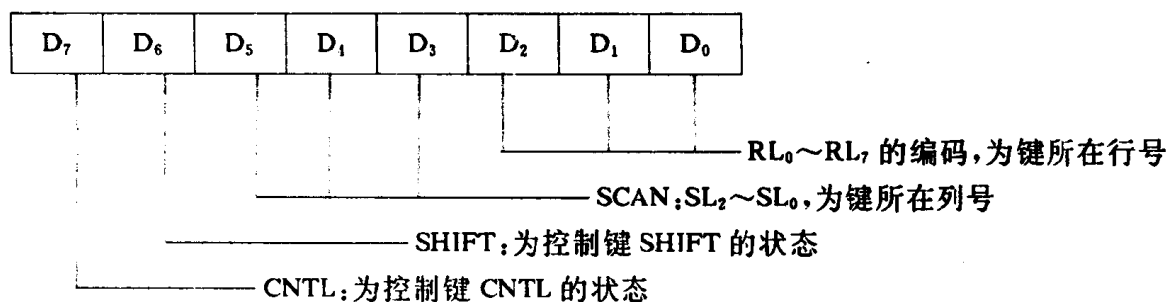 D₇ D₆ D₅ D₄ D₃ D₂ D₁ D₀
RL₀～RL₇ 的编码，为键所在行号
SCAN：SL₂～SL₀，为键所在列号
SHIFT：为控制键 SHIFT 的状态
CNTL：为控制键 CNTL 的状态